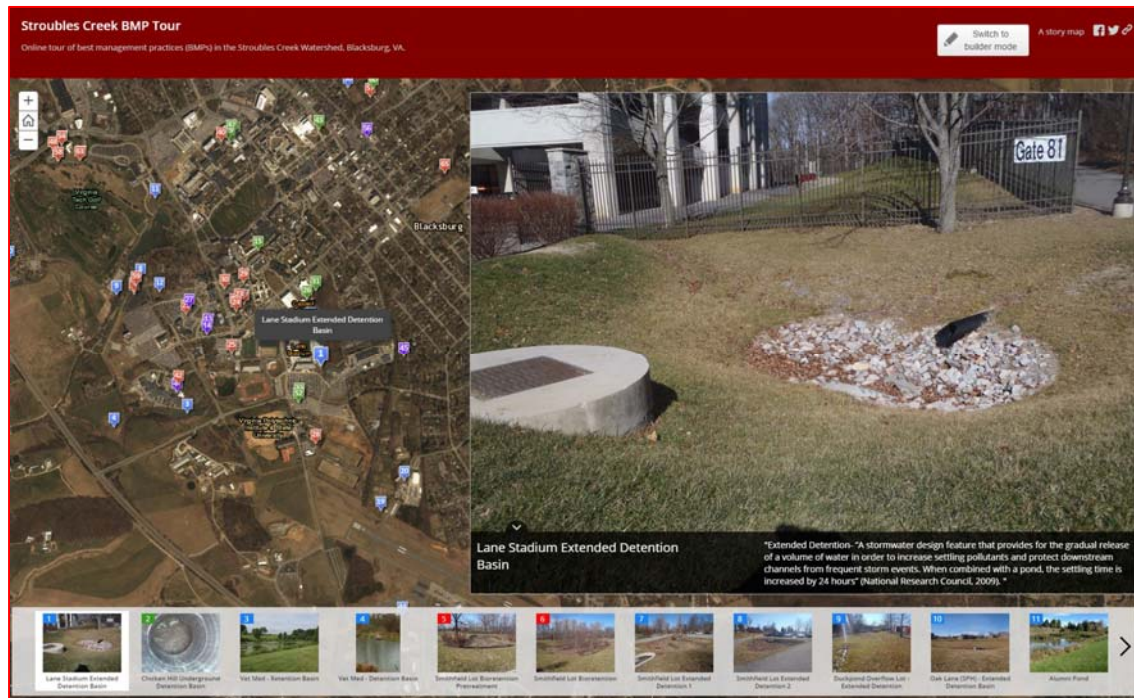 Stroubles Creek BMP Tour
Online tour of best management practices (BMPs) in the Stroubles Creek Watershed, Blacksburg, VA.
Switch to
builder mode
A story map
Gate 81
Virginia
Tech Golf
Course
Blacksburg
Lane Stadium Extended Detention
Basin
Lane Stadium Extended Detention
Basin
"Extended Detention- "A stormwater design feature that provides for the gradual release
of a volume of water in order to increase settling pollutants and protect downstream
channels from frequent storm events. When combined with a pond, the settling time is
increased by 24 hours" (National Research Council, 2009). "
1
Lane Stadium Extended
Detention Basin
2
Chicken Hill Underground
Detention Basin
3
Vet Med - Retention Basin
4
Vet Med - Detention Basin
5
Smithfield Lot Bioretention
Pretreatment
6
Smithfield Lot Bioretention
7
Smithfield Lot Extended
Detention 1
8
Smithfield Lot Extended
Detention 2
9
Duckpond Overflow Lot -
Extended Detention
10
Oak Lane (SPH) - Extended
Detention Basin
11
Alumni Pond